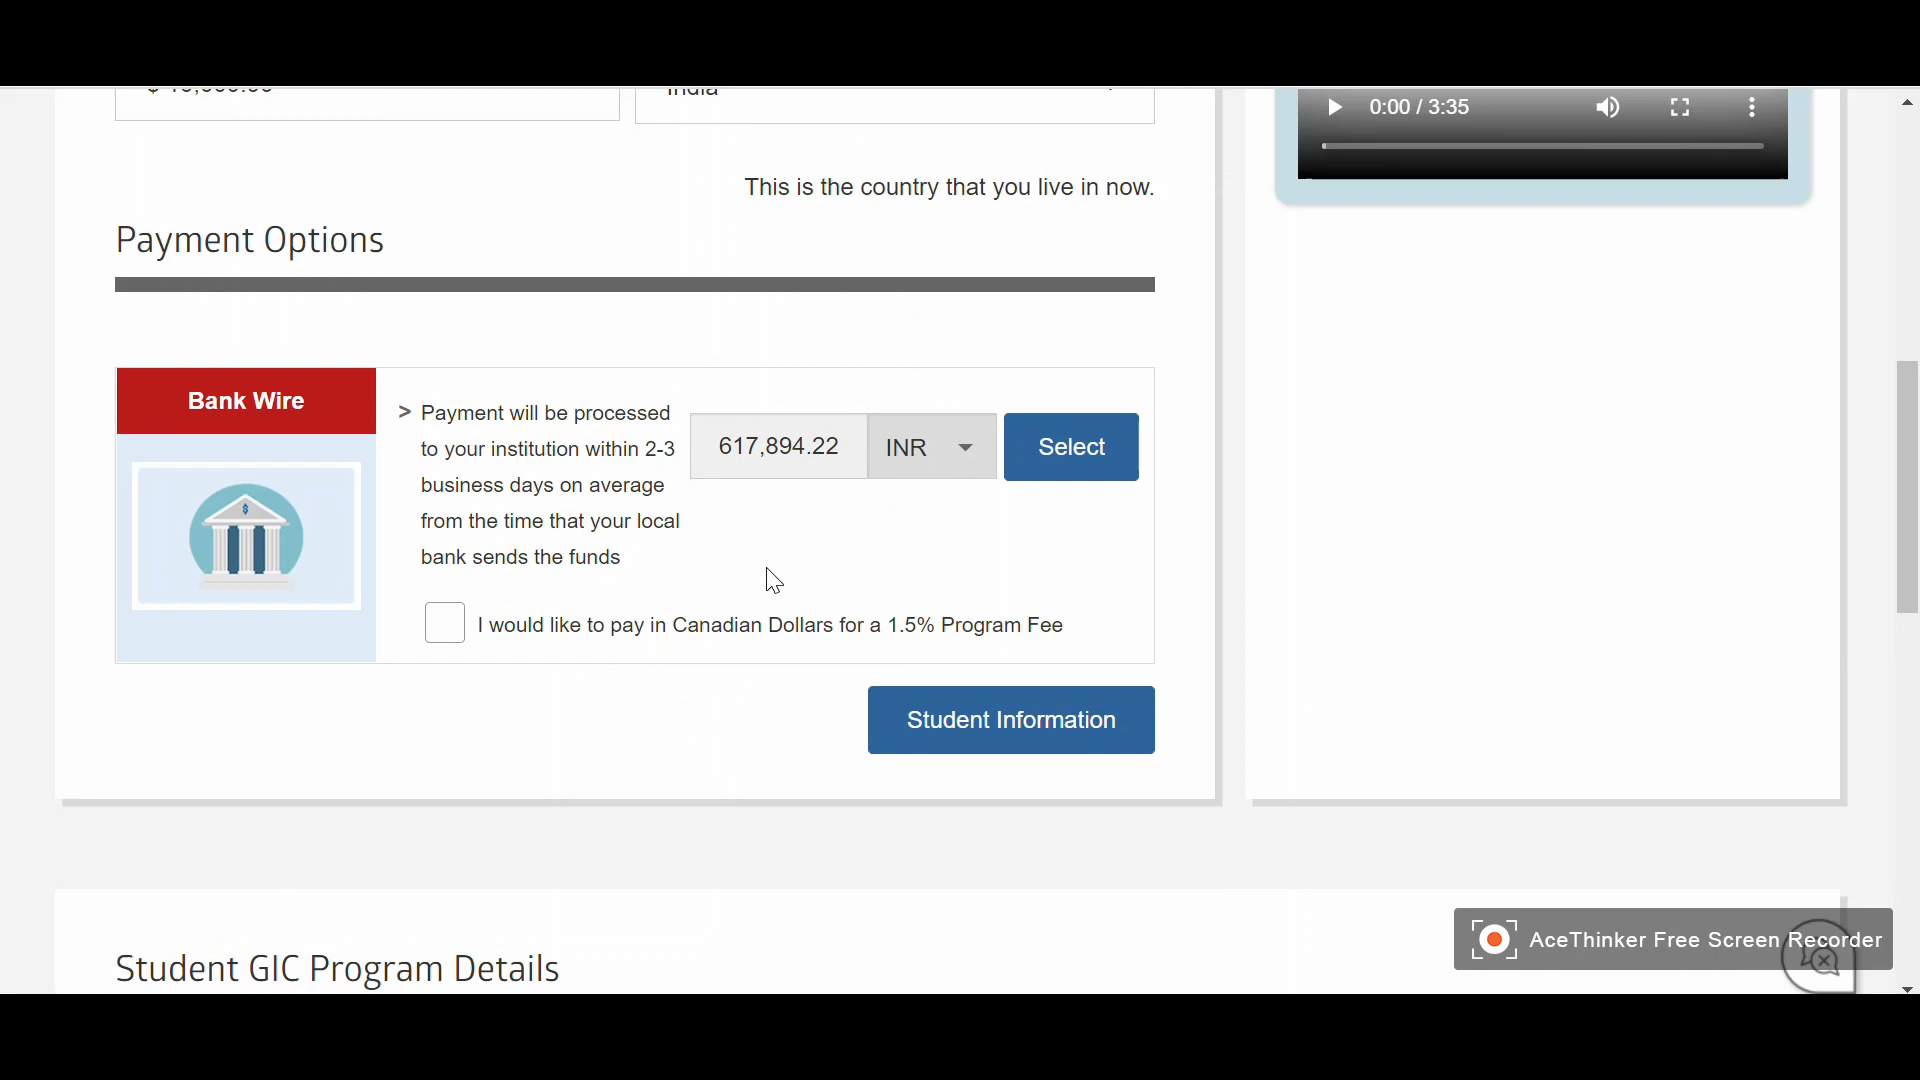 India
0:00 / 3:35
This is the country that you live in now.
Payment Options
Bank Wire
> Payment will be processed
to your institution within 2-3
business days on average
from the time that your local
bank sends the funds
617,894.22
INR
Select
$
I would like to pay in Canadian Dollars for a 1.5% Program Fee
Student Information
AceThinker Free Screen Recorder
Student GIC Program Details